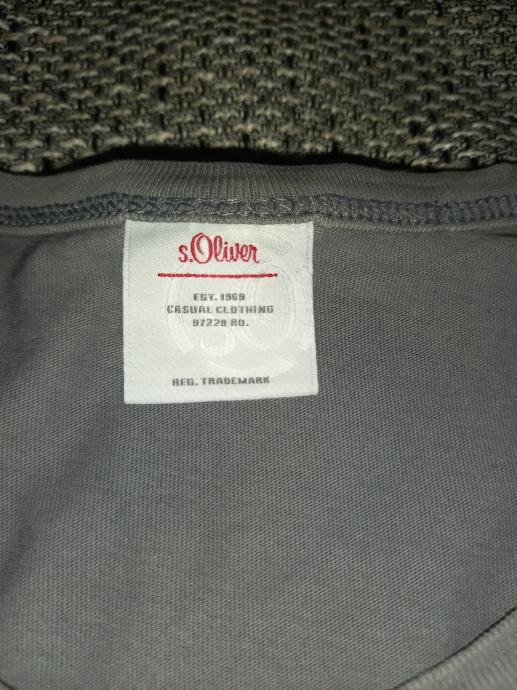 s.Oliver
EST. 1969
CASUAL CLOTHING
97228 RO.
REG. TRADEMARK